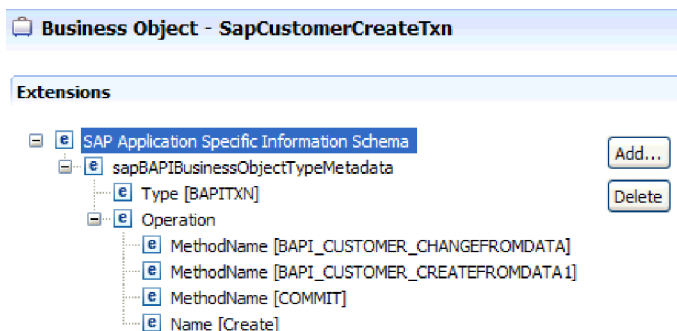 Business Object - SapCustomerCreateTxn
Extensions
SAP Application Specific Information Schema
Add...
sapBAPIBusinessObjectTypeMetadata
Type [BAPITXN]
Delete
Operation
MethodName [BAPI_CUSTOMER_CHANGEFROMDATA]
MethodName [BAPI_CUSTOMER_CREATEFROMDATA1]
MethodName [COMMIT]
Name [Create]